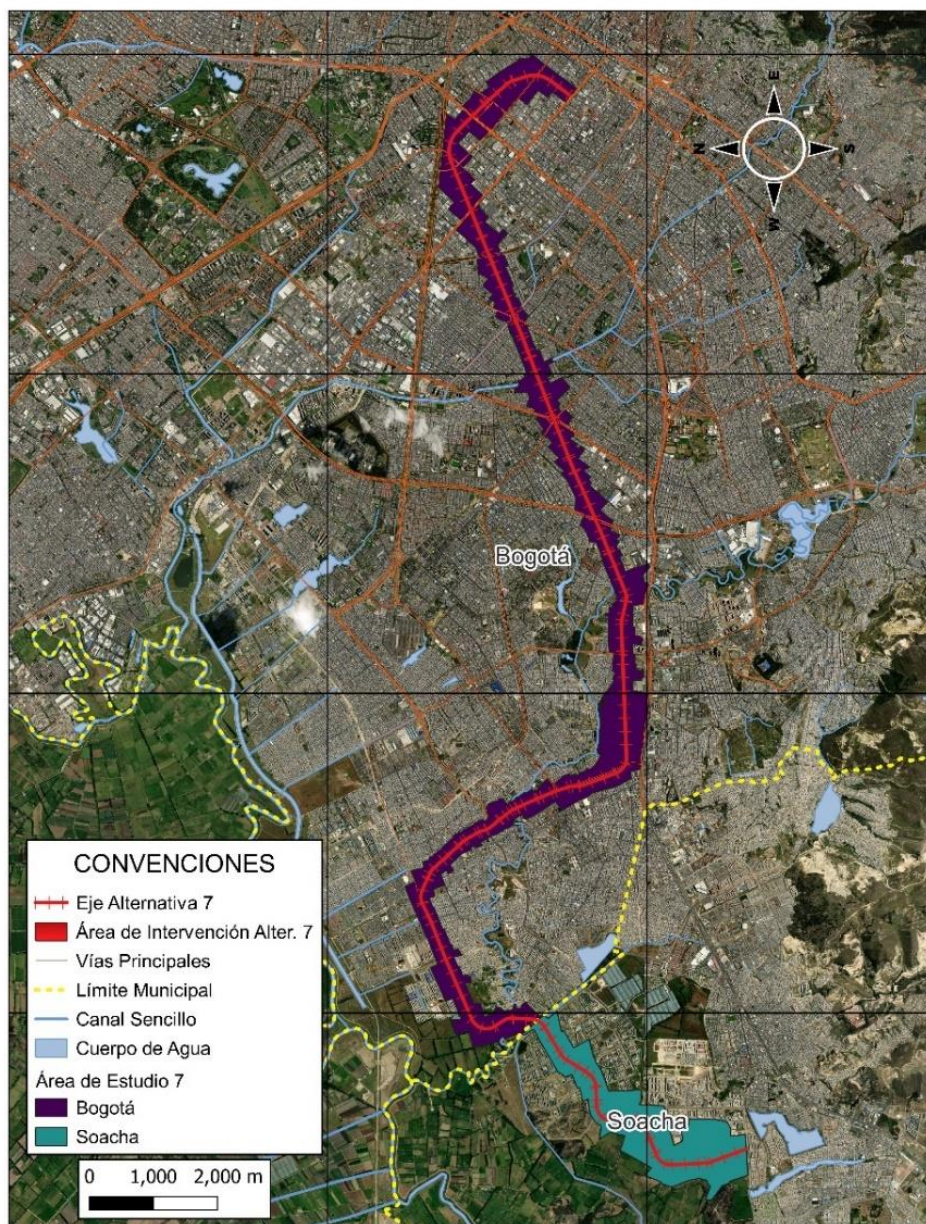 E
N
S
W
Bogotá
CONVENCIONES
Eje Alternativa 7
Área de Intervención Alter. 7
Vías Principales
Límite Municipal
Canal Sencillo
Cuerpo de Agua
Área de Estudio 7
Bogotá
Soacha
Soacha
0 1,000 2,000 m